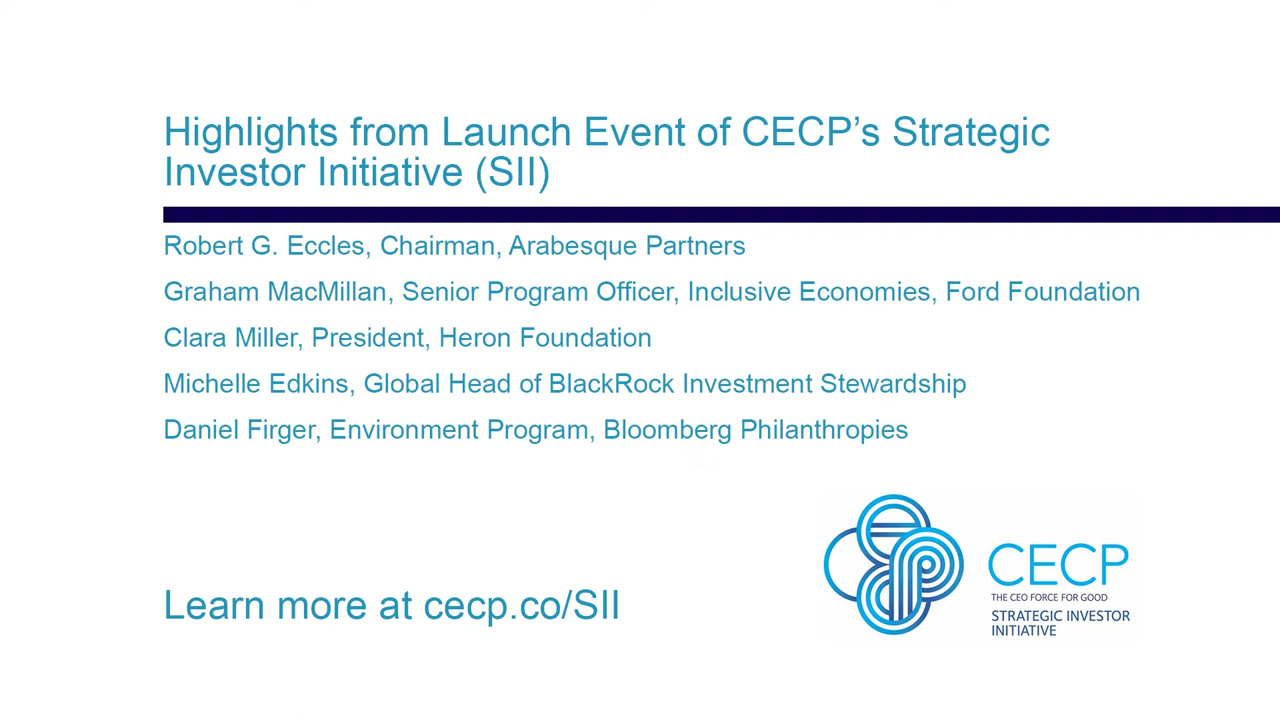 Highlights from Launch Event of CECP’s Strategic
Investor Initiative (SII)
Robert G. Eccles, Chairman, Arabesque Partners
Graham MacMillan, Senior Program Officer, Inclusive Economies, Ford Foundation
Clara Miller, President, Heron Foundation
Michelle Edkins, Global Head of BlackRock Investment Stewardship
Daniel Firger, Environment Program, Bloomberg Philanthropies
Learn more at cecp.co/SII
CECP
THE CEO FORCE FOR GOOD
STRATEGIC INVESTOR
INITIATIVE